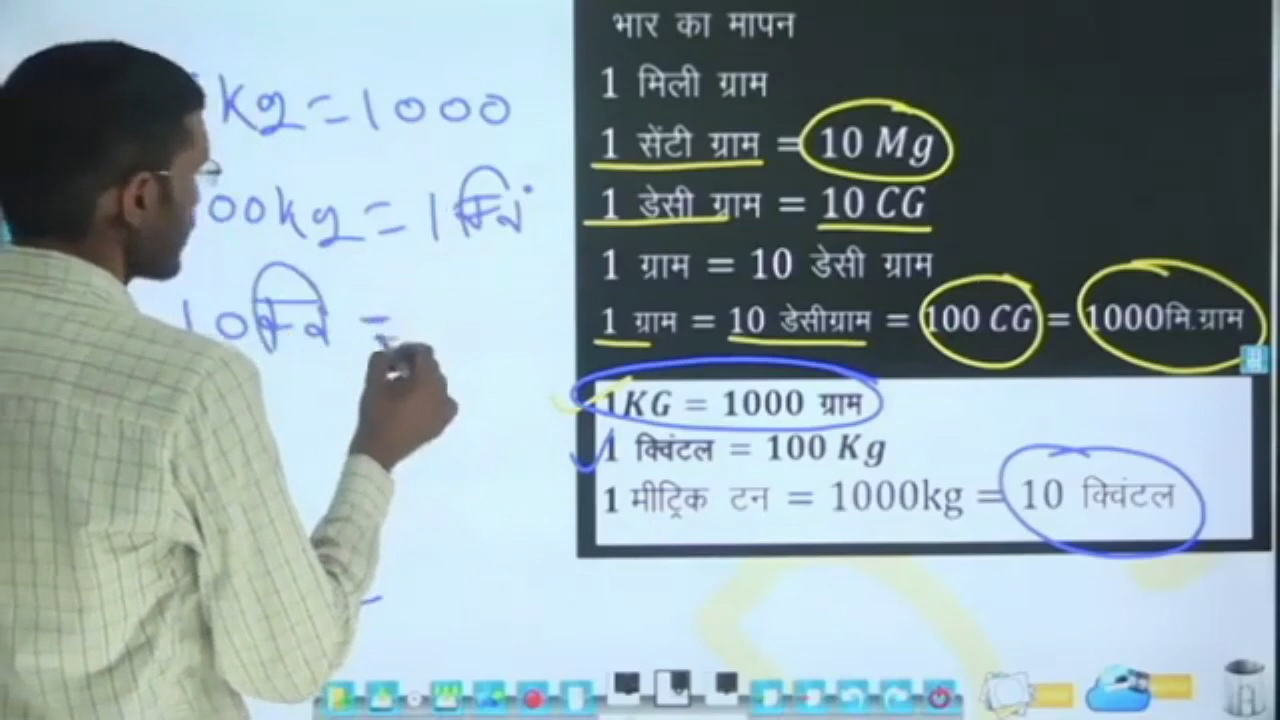 Kg = 1000
00kg = 1 क्विं
10 क्वि =
भार का मापन
1 मिली ग्राम
1 सेंटी ग्राम = 10 Mg
1 डेसी ग्राम = 10 CG
1 ग्राम = 10 डेसी ग्राम
1 ग्राम = 10 डेसीग्राम = 100 CG = 1000मि.ग्राम
1KG = 1000 ग्राम
1 क्विंटल = 100 Kg
1 मीट्रिक टन = 1000kg = 10 क्विंटल